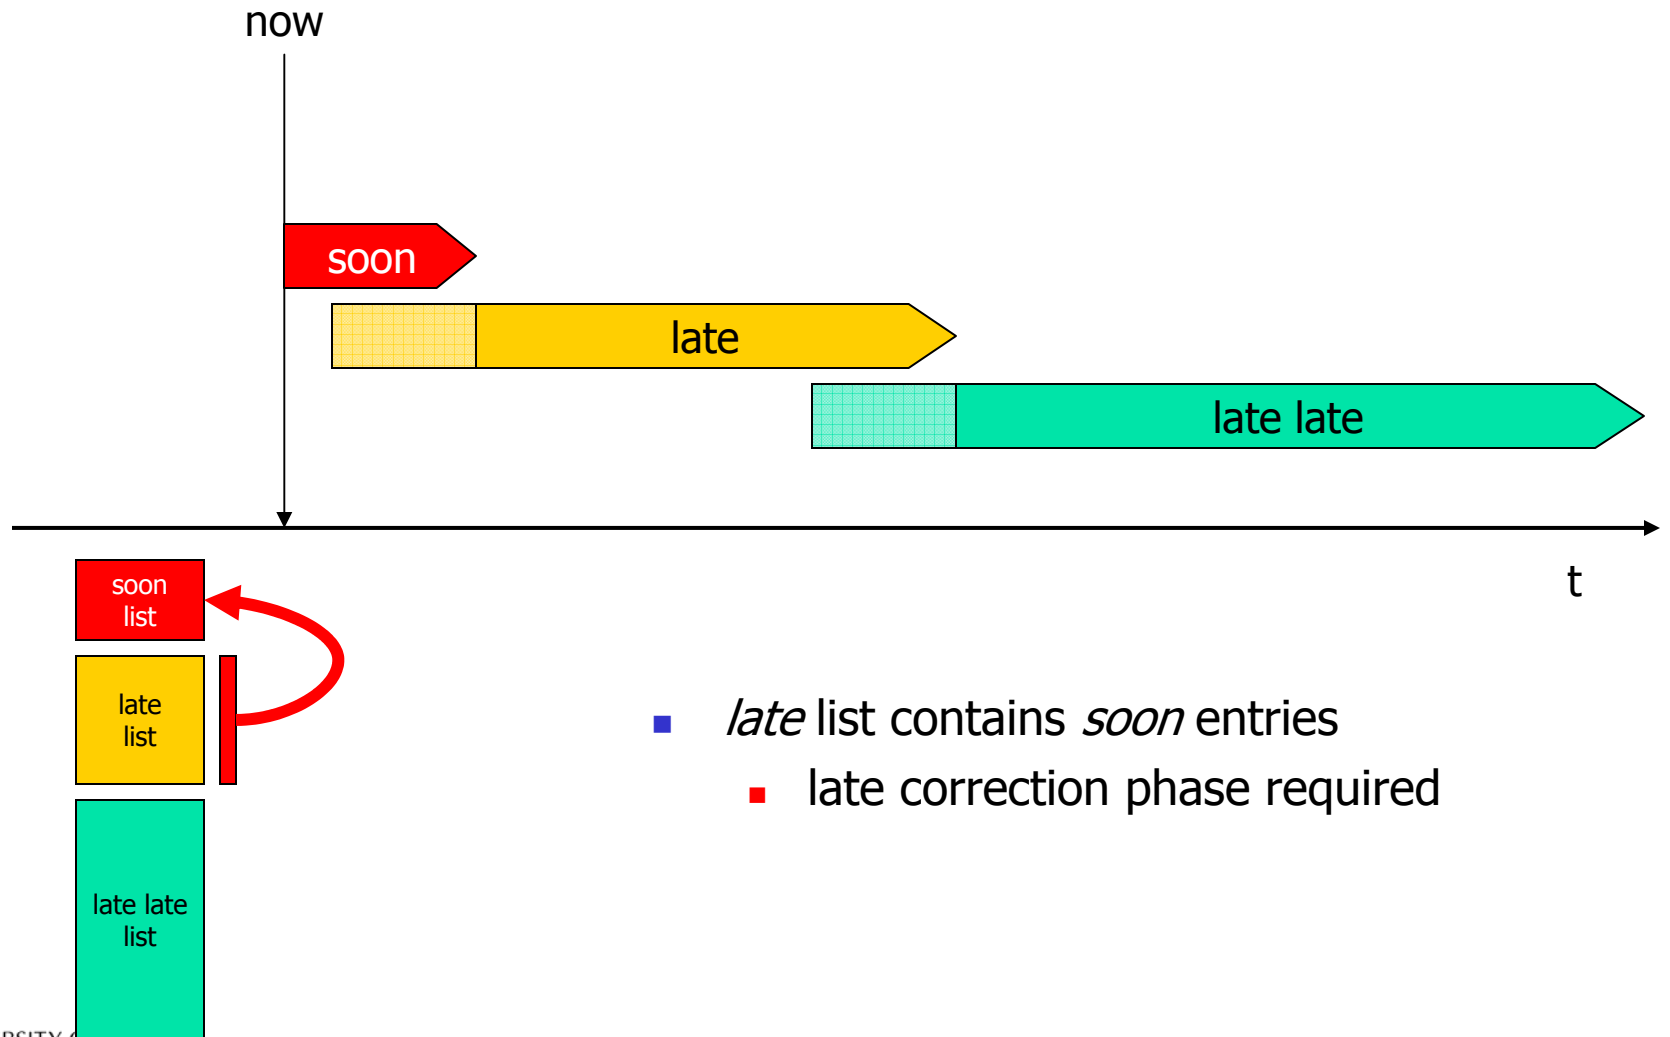 now
soon
late
late late
t
soon
list
late
list
late list contains soon entries
late correction phase required
late late
list